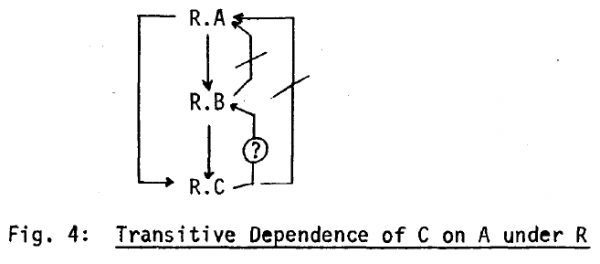 R.A
R.B
?
R.C
Fig. 4: Transitive Dependence of C on A under R